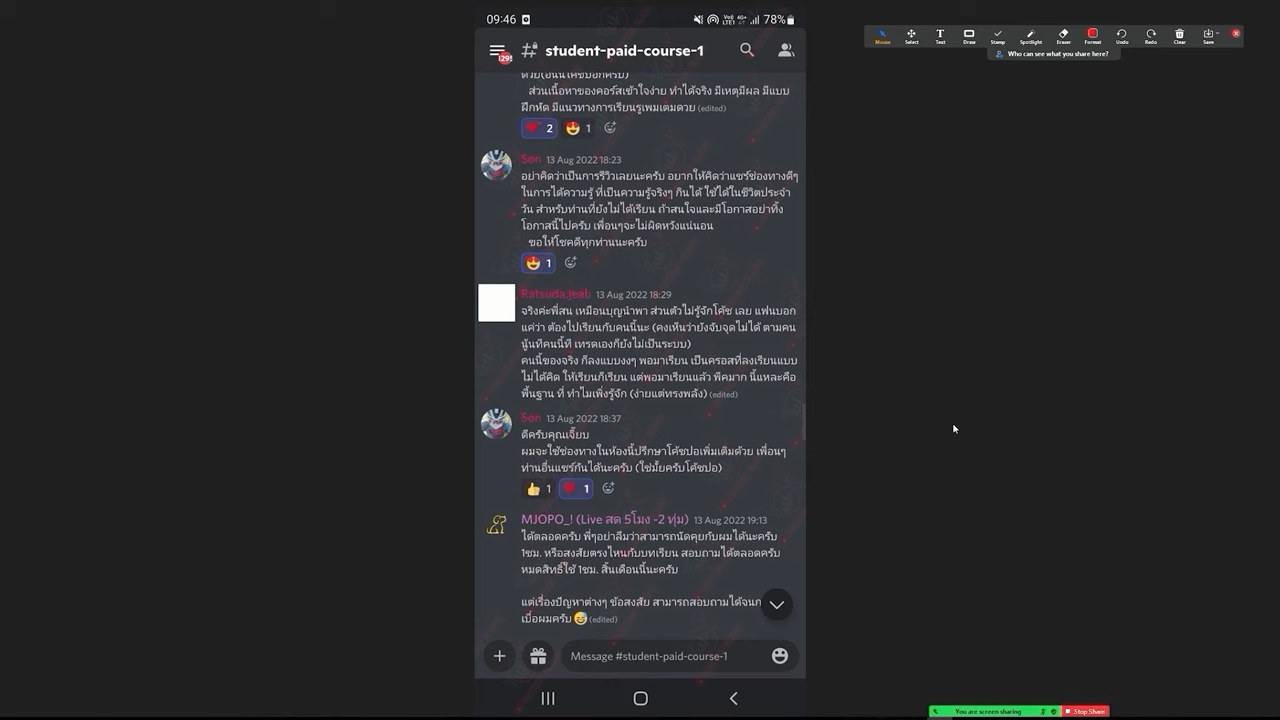 09:46
78%
student-paid-course-1
ด้วย(อันนี้โค้ชบอกครับ)
ส่วนเนื้อหาของคอร์สเข้าใจง่าย ทำได้จริง มีเหตุมีผล มีแบบ
ฝึกหัด มีแนวทางการเรียนรู้เพิ่มเติมด้วย (edited)
2 1
Son 13 Aug 2022 18:23
อย่าคิดว่าเป็นการรีวิวเลยนะครับ อยากให้คิดว่าแชร์ช่องทางดีๆ
ในการได้ความรู้ ที่เป็นความรู้จริงๆ กินได้ ใช้ได้ในชีวิตประจำ
วัน สำหรับท่านที่ยังไม่ได้เรียน ถ้าสนใจและมีโอกาสอย่าทิ้ง
โอกาสนี้ไปครับ เพื่อนๆจะไม่ผิดหวังแน่นอน
ขอให้โชคดีทุกท่านนะครับ
1
Ratsuda.jeab 13 Aug 2022 18:29
จริงค่ะพี่สน เหมือนบุญนำพา ส่วนตัวไม่รู้จักโค้ช เลย แฟนบอก
แค่ว่า ต้องไปเรียนกับคนนี้นะ (คงเห็นว่ายังจับจุดไม่ได้ ตามคน
นู้นทีคนนี้ที เทรดเองก็ยังไม่เป็นระบบ)
คนนี้ของจริง ก็ลงแบบงงๆ พอมาเรียน เป็นครอสที่ลงเรียนแบบ
ไม่ได้คิด ให้เรียนก็เรียน แต่พอมาเรียนแล้ว พีคมาก นี้แหละคือ
พื้นฐาน ที่ ทำไมเพิ่งรู้จัก (ง่ายแต่ทรงพลัง) (edited)
Son 13 Aug 2022 18:37
ดีครับคุณเจี๊ยบ
ผมจะใช้ช่องทางในห้องนี้ปรึกษาโค้ชปอเพิ่มเติมด้วย เพื่อนๆ
ท่านอื่นแชร์กันได้นะครับ (ใช่มั้ยครับโค้ชปอ)
1 1
MJOPO_! (Live สด 5โมง -2 ทุ่ม) 13 Aug 2022 19:13
ได้ตลอดครับ พี่ๆอย่าลืมว่าสามารถนัดคุยกับผมได้นะครับ
1ชม. หรือสงสัยตรงไหนกับบทเรียน สอบถามได้ตลอดครับ
หมดสิทธิ์ใช้ 1ชม. สิ้นเดือนนี้นะครับ
แต่เรื่องปัญหาต่างๆ ข้อสงสัย สามารถสอบถามได้จนก
เบื่อผมครับ (edited)
Message #student-paid-course-1
Mouse Select Text Draw Stamp Spotlight Eraser Format Undo Redo Clear Save
Who can see what you share here?
You are screen sharing Stop Share